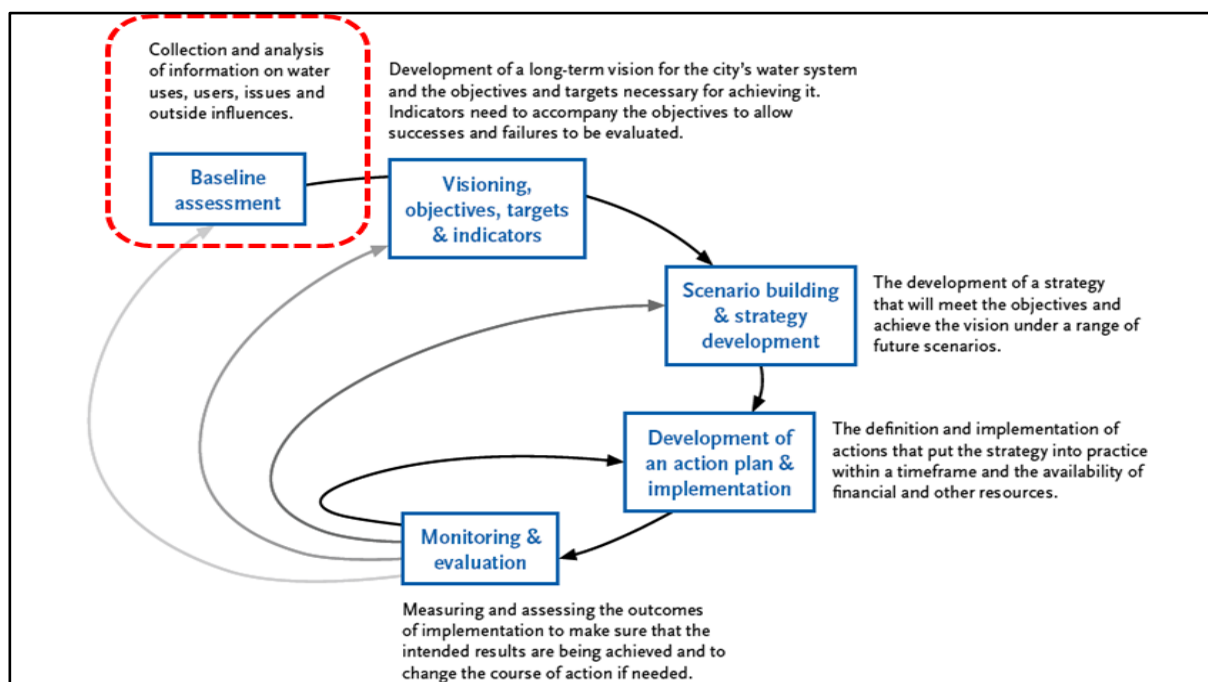 Collection and analysis
of information on water
uses, users, issues and
outside influences.
Development of a long-term vision for the city's water system
and the objectives and targets necessary for achieving it.
Indicators need to accompany the objectives to allow
successes and failures to be evaluated.
Baseline
assessment
Visioning,
objectives, targets
& indicators
Scenario building
& strategy
development
The development of a strategy
that will meet the objectives and
achieve the vision under a range of
future scenarios.
Development of
an action plan &
implementation
The definition and implementation of
actions that put the strategy into practice
within a timeframe and the availability of
financial and other resources.
Monitoring &
evaluation
Measuring and assessing the outcomes
of implementation to make sure that the
intended results are being achieved and to
change the course of action if needed.